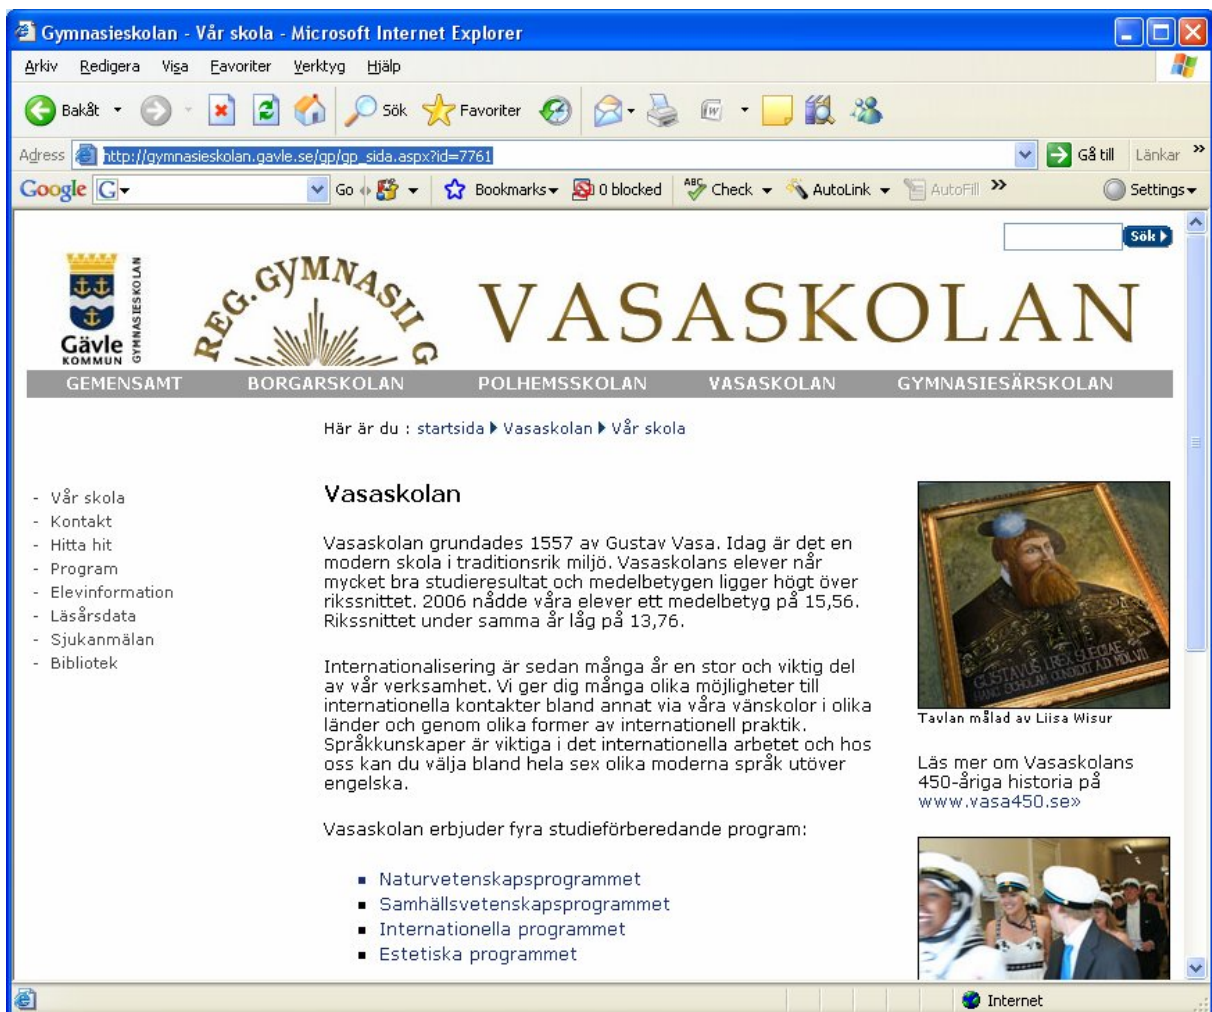 Gymnasieskolan - Vår skola - Microsoft Internet Explorer
Arkiv Redigera Visa Favoriter Verktyg Hjälp
Bakåt Sök Favoriter
Adress http://gymnasieskolan.gavle.se/gp/gp_sida.aspx?id=7761 Gå till Länkar »
Google G Go Bookmarks 0 blocked ABC Check AutoLink AutoFill » Settings
Sök
Gävle
KOMMUN
GYMNASIESKOLAN
REG. GYMNASII G
VASASKOLAN
GEMENSAMT BORGARSKOLAN POLHEMSSKOLAN VASASKOLAN GYMNASIESÄRSKOLAN
Här är du : startsida Vasaskolan Vår skola
- Vår skola
- Kontakt
- Hitta hit
- Program
- Elevinformation
- Läsårsdata
- Sjukanmälan
- Bibliotek
Vasaskolan
Vasaskolan grundades 1557 av Gustav Vasa. Idag är det en
modern skola i traditionsrik miljö. Vasaskolans elever når
mycket bra studieresultat och medelbetygen ligger högt över
rikssnittet. 2006 nådde våra elever ett medelbetyg på 15,56.
Rikssnittet under samma år låg på 13,76.
Internationalisering är sedan många år en stor och viktig del
av vår verksamhet. Vi ger dig många olika möjligheter till
internationella kontakter bland annat via våra vänskolor i olika
länder och genom olika former av internationell praktik.
Språkkunskaper är viktiga i det internationella arbetet och hos
oss kan du välja bland hela sex olika moderna språk utöver
engelska.
Vasaskolan erbjuder fyra studieförberedande program:
▪ Naturvetenskapsprogrammet
▪ Samhällsvetenskapsprogrammet
▪ Internationella programmet
▪ Estetiska programmet
GUSTAVUS I REX SUECIAE
HANC SCHOLAM CONDIDIT AD MDLVII
Tavlan målad av Liisa Wisur
Läs mer om Vasaskolans
450-åriga historia på
www.vasa450.se»
Internet